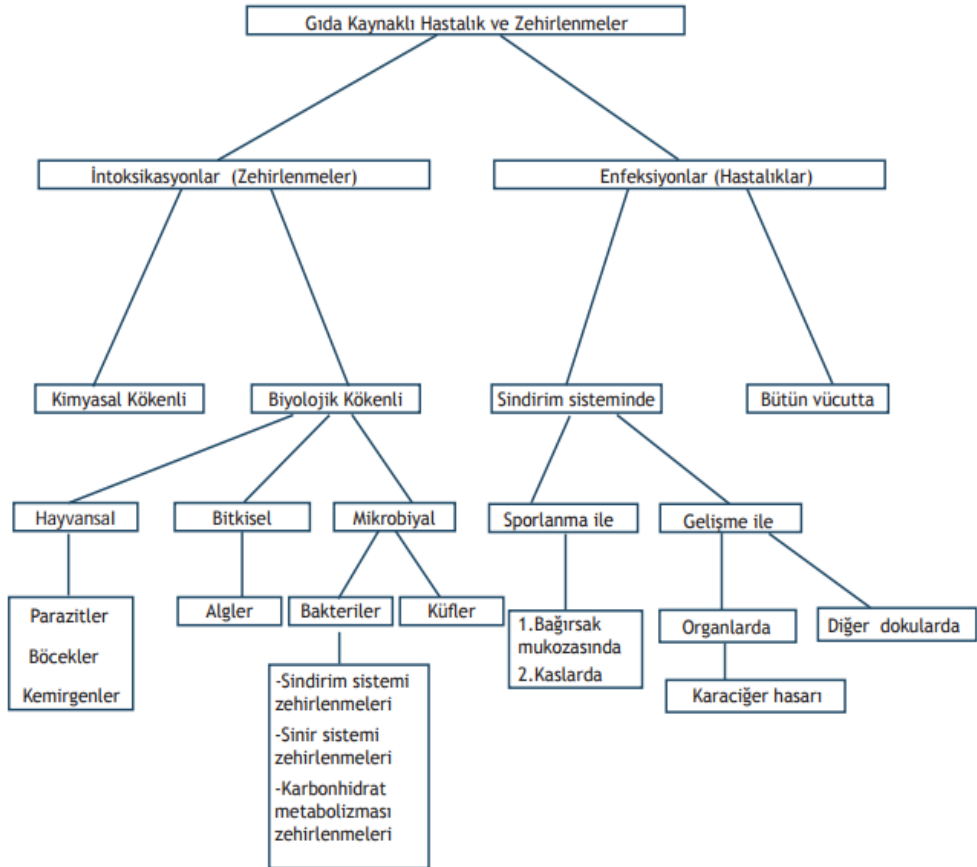 Gıda Kaynaklı Hastalık ve Zehirlenmeler
İntoksikasyonlar (Zehirlenmeler)
Enfeksiyonlar (Hastalıklar)
Kimyasal Kökenli
Biyolojik Kökenli
Sindirim sisteminde
Bütün vücutta
Hayvansal
Bitkisel
Mikrobiyal
Sporlanma ile
Gelişme ile
Parazitler
Böcekler
Kemirgenler
Algler
Bakteriler
Küfler
1.Bağırsak
mukozasında
2.Kaslarda
Organlarda
Diğer dokularda
Karaciğer hasarı
-Sindirim sistemi
zehirlenmeleri
-Sinir sistemi
zehirlenmeleri
-Karbonhidrat
metabolizması
zehirlenmeleri